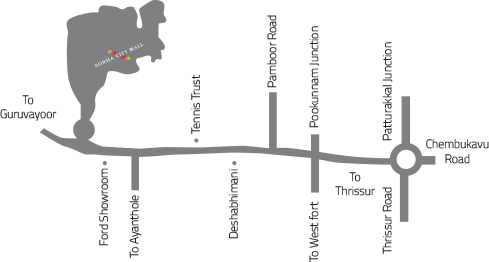 SOBHA CITY MALL
To
Guruvayoor
Ford Showroom
To Ayanthole
Tennis Trust
Deshabhimani
Pamboor Road
Pookunnam Junction
To West fort
To
Thrissur
Patturakkal Junction
Thrissur Road
Chembukavu
Road